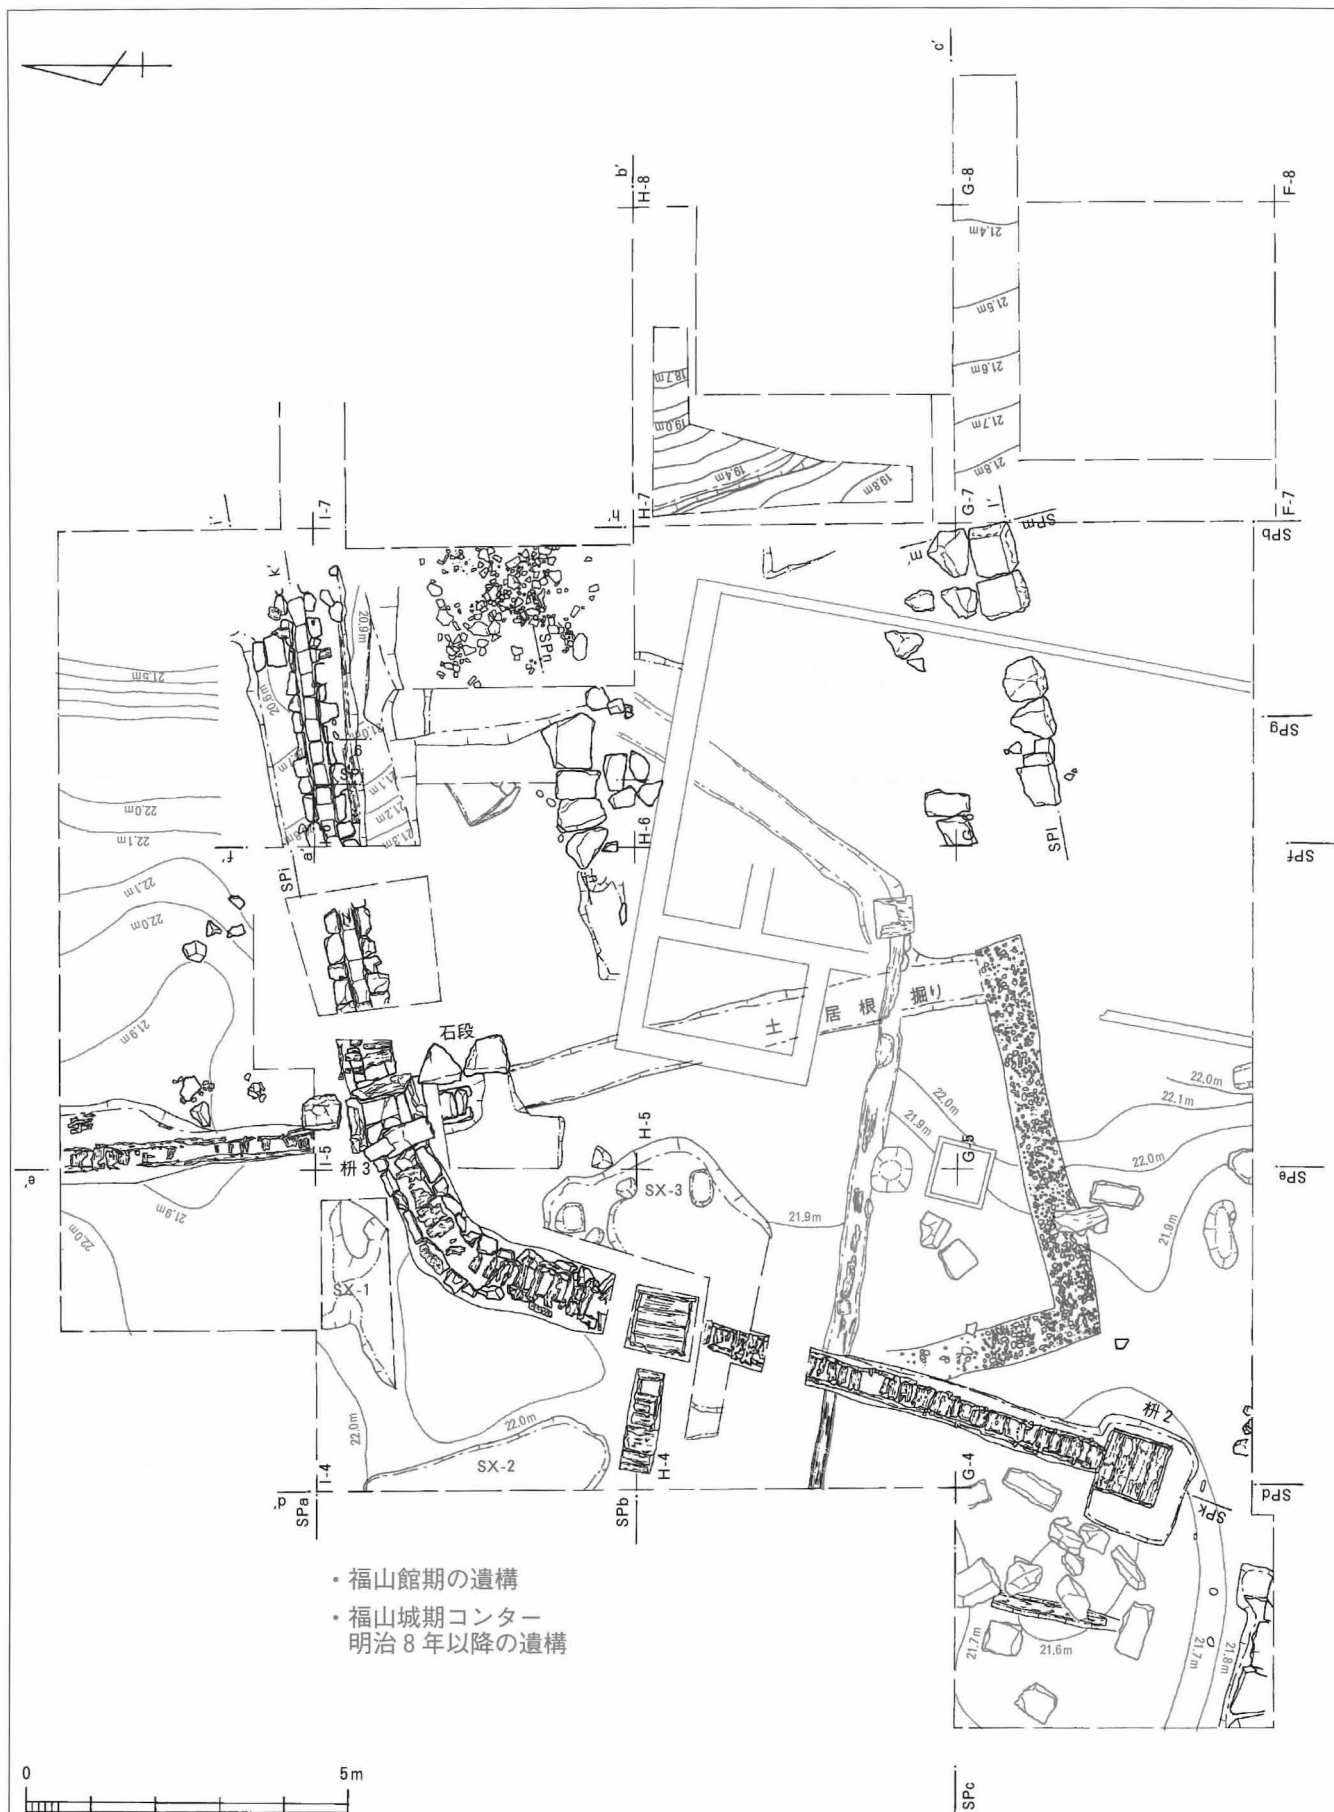 c'
b'
H-8
G-8
F-8
21.4m
21.5m
21.6m
21.7m
21.8m
18.7m
19.0m
19.4m
19.8m
i'
I-7
h'
H-7
G-7
l'
F-7
SPm
m'
SPb
k'
20.9m
SPn
21.5m
20.6m
21.0m
SPg
22.0m
21.1m
22.1m
21.2m
21.3m
f'
a'
SPi
H-6
G-6
SPl
SPf
22.1m
22.0m
21.9m
石段
土居根掘り
22.0m
21.9m
22.0m
22.1m
22.0m
e'
I-5
枡3
H-5
G-5
SPe
SX-3
21.9m
21.9m
21.9m
22.0m
SX-1
22.0m
22.0m
枡2
SX-2
d'
SPa
I-4
SPb
H-4
G-4
SPk
SPd
・福山館期の遺構
・福山城期コンター
明治8年以降の遺構
21.7m
21.6m
21.7m
21.8m
0
5m
SPc